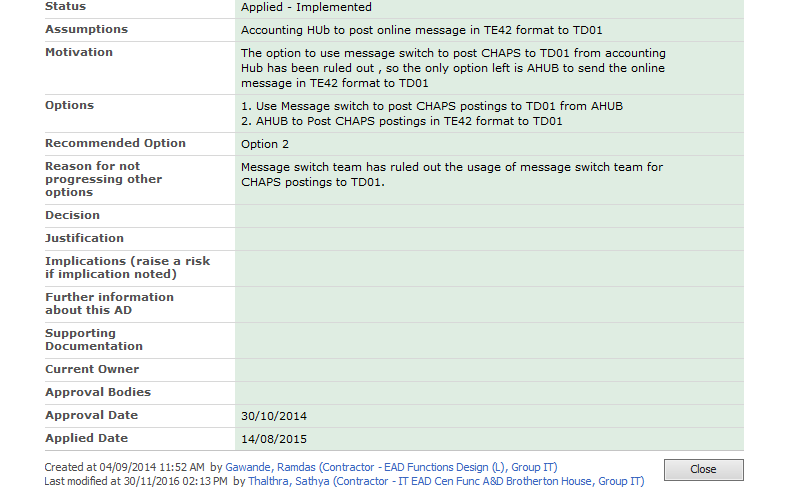 Status
Applied - Implemented
Assumptions
Accounting HUb to post online message in TE42 format to TD01
Motivation
The option to use message switch to post CHAPS to TD01 from accounting
Hub has been ruled out , so the only option left is AHUB to send the online
message in TE42 format to TD01
Options
1. Use Message switch to post CHAPS postings to TD01 from AHUB
2. AHUB to Post CHAPS postings in TE42 format to TD01
Recommended Option
Option 2
Reason for not
progressing other
options
Message switch team has ruled out the usage of message switch team for
CHAPS postings to TD01.
Decision
Justification
Implications (raise a risk
if implication noted)
Further information
about this AD
Supporting
Documentation
Current Owner
Approval Bodies
Approval Date
30/10/2014
Applied Date
14/08/2015
Created at 04/09/2014 11:52 AM by Gawande, Ramdas (Contractor - EAD Functions Design (L), Group IT)
Last modified at 30/11/2016 02:13 PM by Thalthra, Sathya (Contractor - IT EAD Cen Func A&D Brotherton House, Group IT)
Close